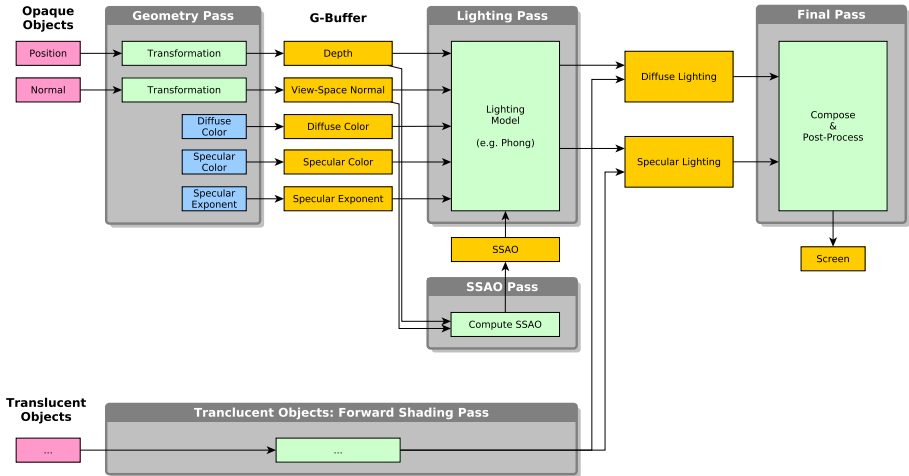 Opaque
Objects
Geometry Pass
G-Buffer
Lighting Pass
Final Pass
Position
Transformation
Depth
Normal
Transformation
View-Space Normal
Diffuse
Color
Diffuse Color
Specular
Color
Specular Color
Specular
Exponent
Specular Exponent
Lighting
Model
(e.g. Phong)
Diffuse Lighting
Specular Lighting
Compose
&
Post-Process
SSAO
Screen
SSAO Pass
Compute SSAO
Translucent
Objects
Tranclucent Objects: Forward Shading Pass
...
...